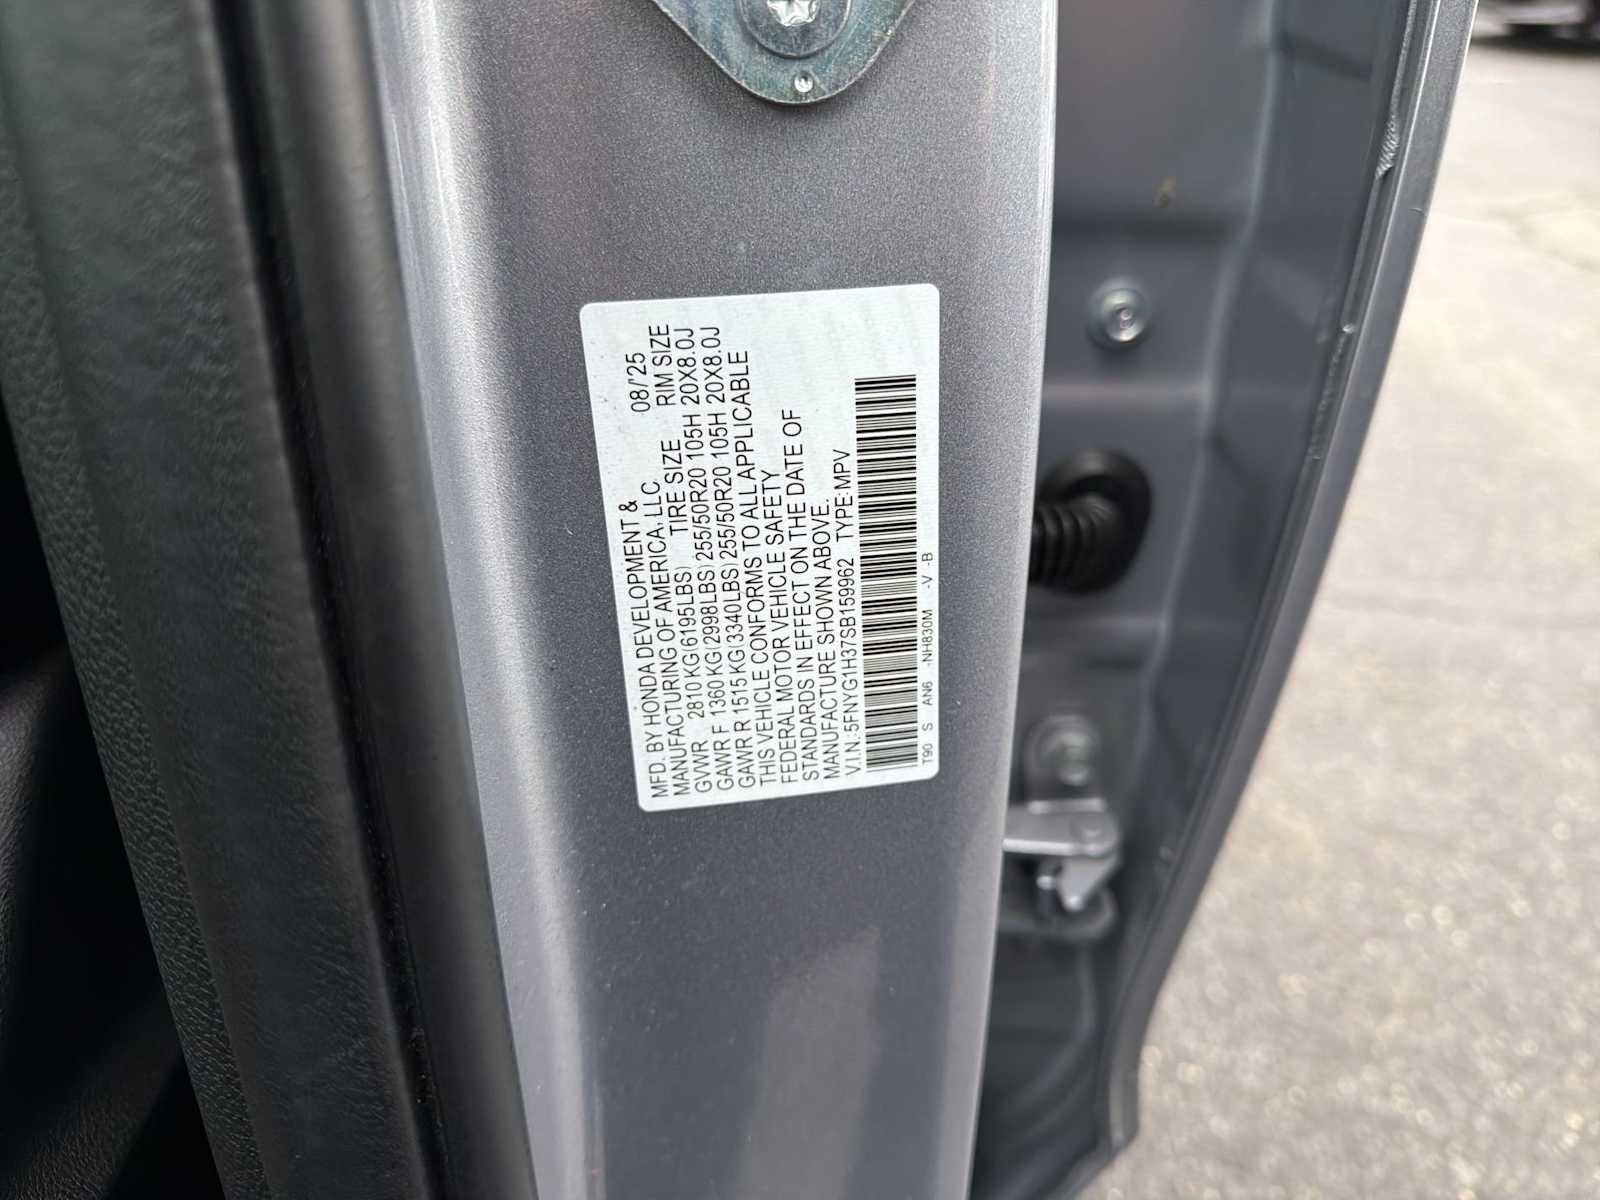 MFD. BY HONDA DEVELOPMENT &
MANUFACTURING OF AMERICA, LLC 08/'25
GVWR 2810 KG(6195LBS) TIRE SIZE RIM SIZE
GAWR F 1360 KG(2998LBS) 255/50R20 105H 20X8.0J
GAWR R 1515 KG(3340LBS) 255/50R20 105H 20X8.0J
THIS VEHICLE CONFORMS TO ALL APPLICABLE
FEDERAL MOTOR VEHICLE SAFETY
STANDARDS IN EFFECT ON THE DATE OF
MANUFACTURE SHOWN ABOVE.
V.I.N.:5FNYG1H37SB159962 TYPE:MPV
T90 S AN6 -NH830M -V -B